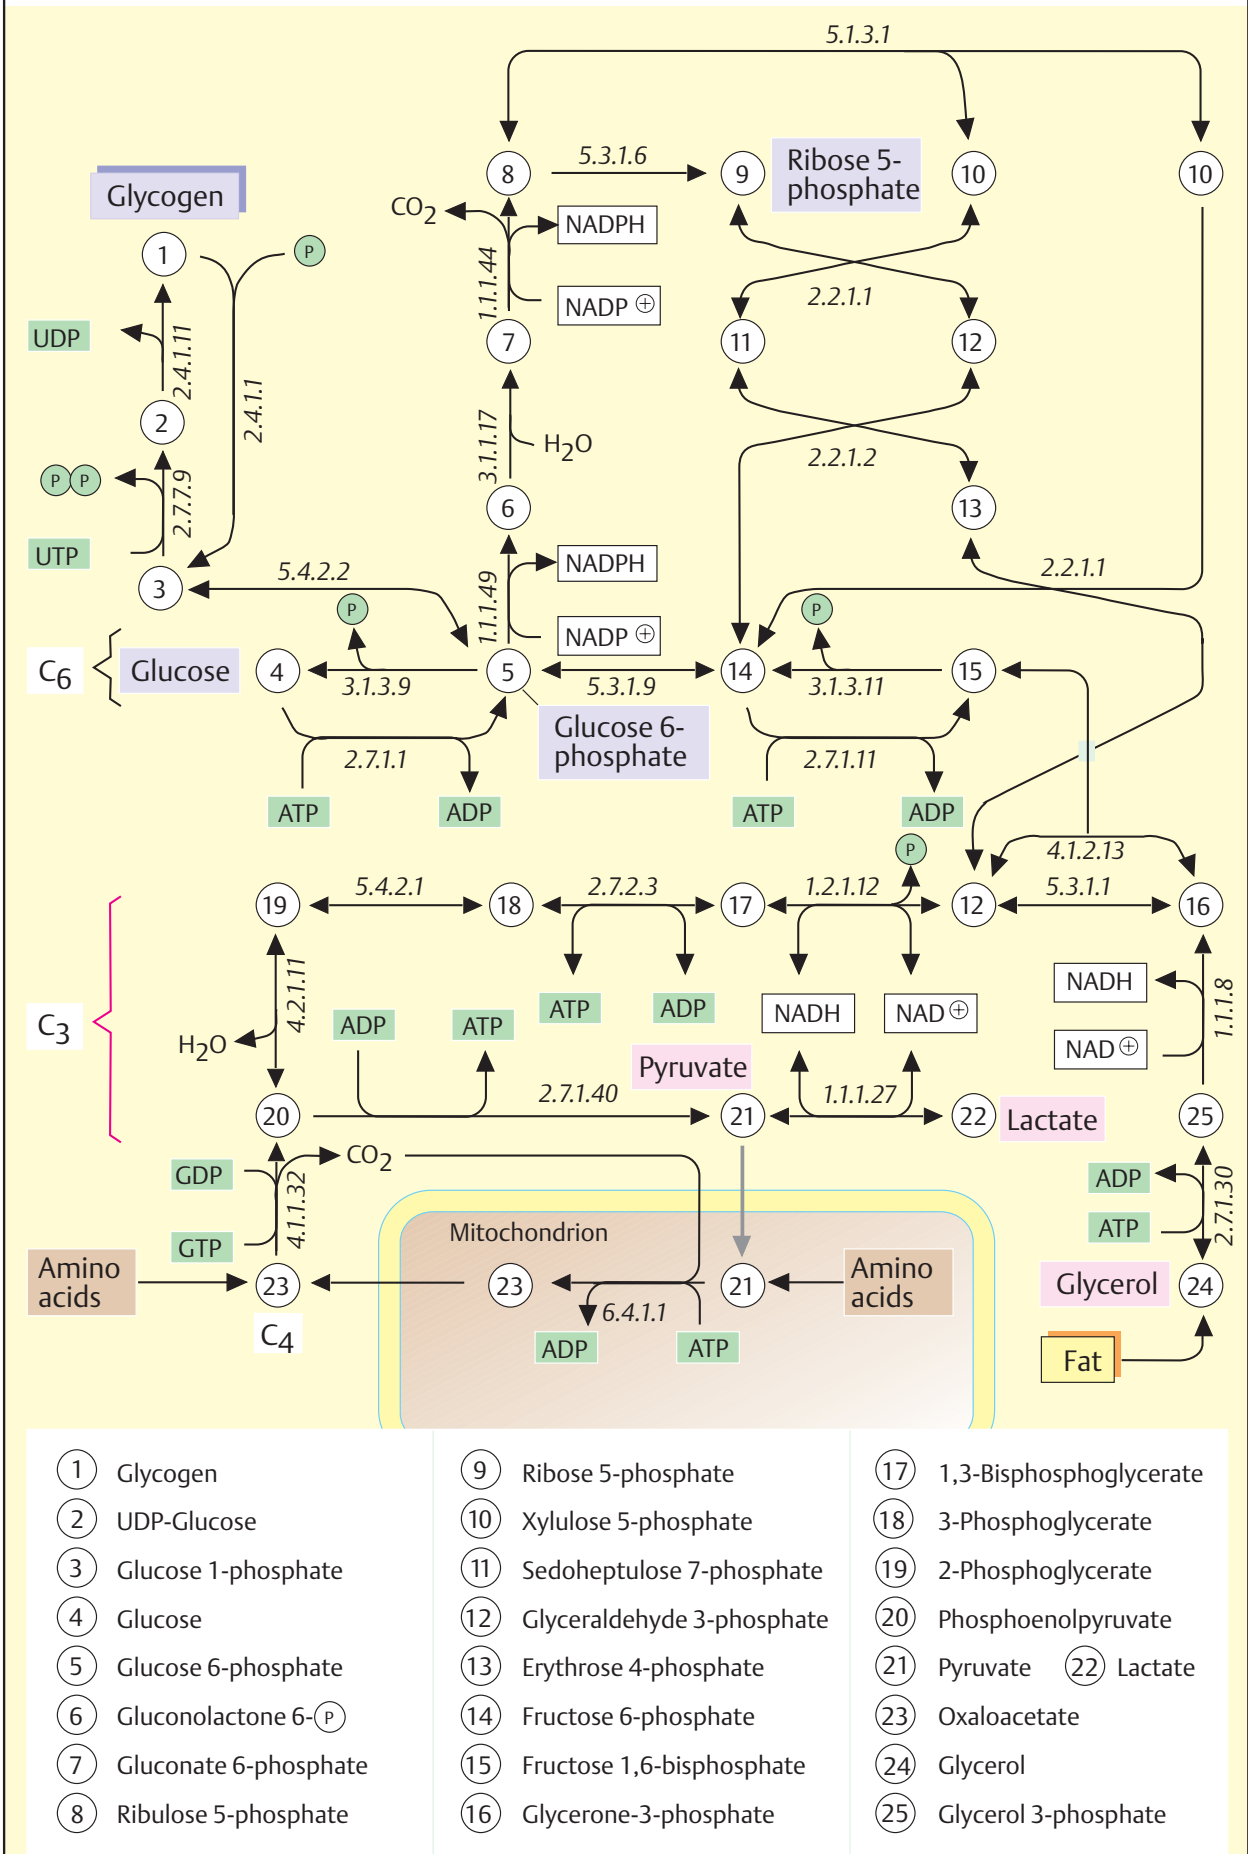 5.1.3.1
8
5.3.1.6
9
Ribose 5-
phosphate
10
10
Glycogen
CO2
NADPH
1
P
1.1.1.44
NADP ⊕
2.2.1.1
UDP
2.4.1.11
7
11
12
2.4.1.1
2
3.1.1.17
H2O
2.2.1.2
P P
2.7.7.9
6
13
UTP
NADPH
5.4.2.2
2.2.1.1
3
P
1.1.1.49
NADP ⊕
P
C6
Glucose
4
3.1.3.9
5
5.3.1.9
14
3.1.3.11
15
Glucose 6-
phosphate
2.7.1.1
2.7.1.11
ATP
ADP
ATP
ADP
P
4.1.2.13
19
5.4.2.1
18
2.7.2.3
17
1.2.1.12
12
5.3.1.1
16
4.2.1.11
NADH
1.1.1.8
C3
ADP
ATP
ATP
ADP
NADH
NAD ⊕
H2O
NAD ⊕
Pyruvate
20
2.7.1.40
21
1.1.1.27
22
Lactate
25
CO2
GDP
4.1.1.32
ADP
2.7.1.30
GTP
Mitochondrion
ATP
Amino
acids
23
23
21
Amino
acids
Glycerol
24
6.4.1.1
C4
ADP
ATP
Fat
1 Glycogen
2 UDP-Glucose
3 Glucose 1-phosphate
4 Glucose
5 Glucose 6-phosphate
6 Gluconolactone 6-P
7 Gluconate 6-phosphate
8 Ribulose 5-phosphate
9 Ribose 5-phosphate
10 Xylulose 5-phosphate
11 Sedoheptulose 7-phosphate
12 Glyceraldehyde 3-phosphate
13 Erythrose 4-phosphate
14 Fructose 6-phosphate
15 Fructose 1,6-bisphosphate
16 Glycerone-3-phosphate
17 1,3-Bisphosphoglycerate
18 3-Phosphoglycerate
19 2-Phosphoglycerate
20 Phosphoenolpyruvate
21 Pyruvate 22 Lactate
23 Oxaloacetate
24 Glycerol
25 Glycerol 3-phosphate